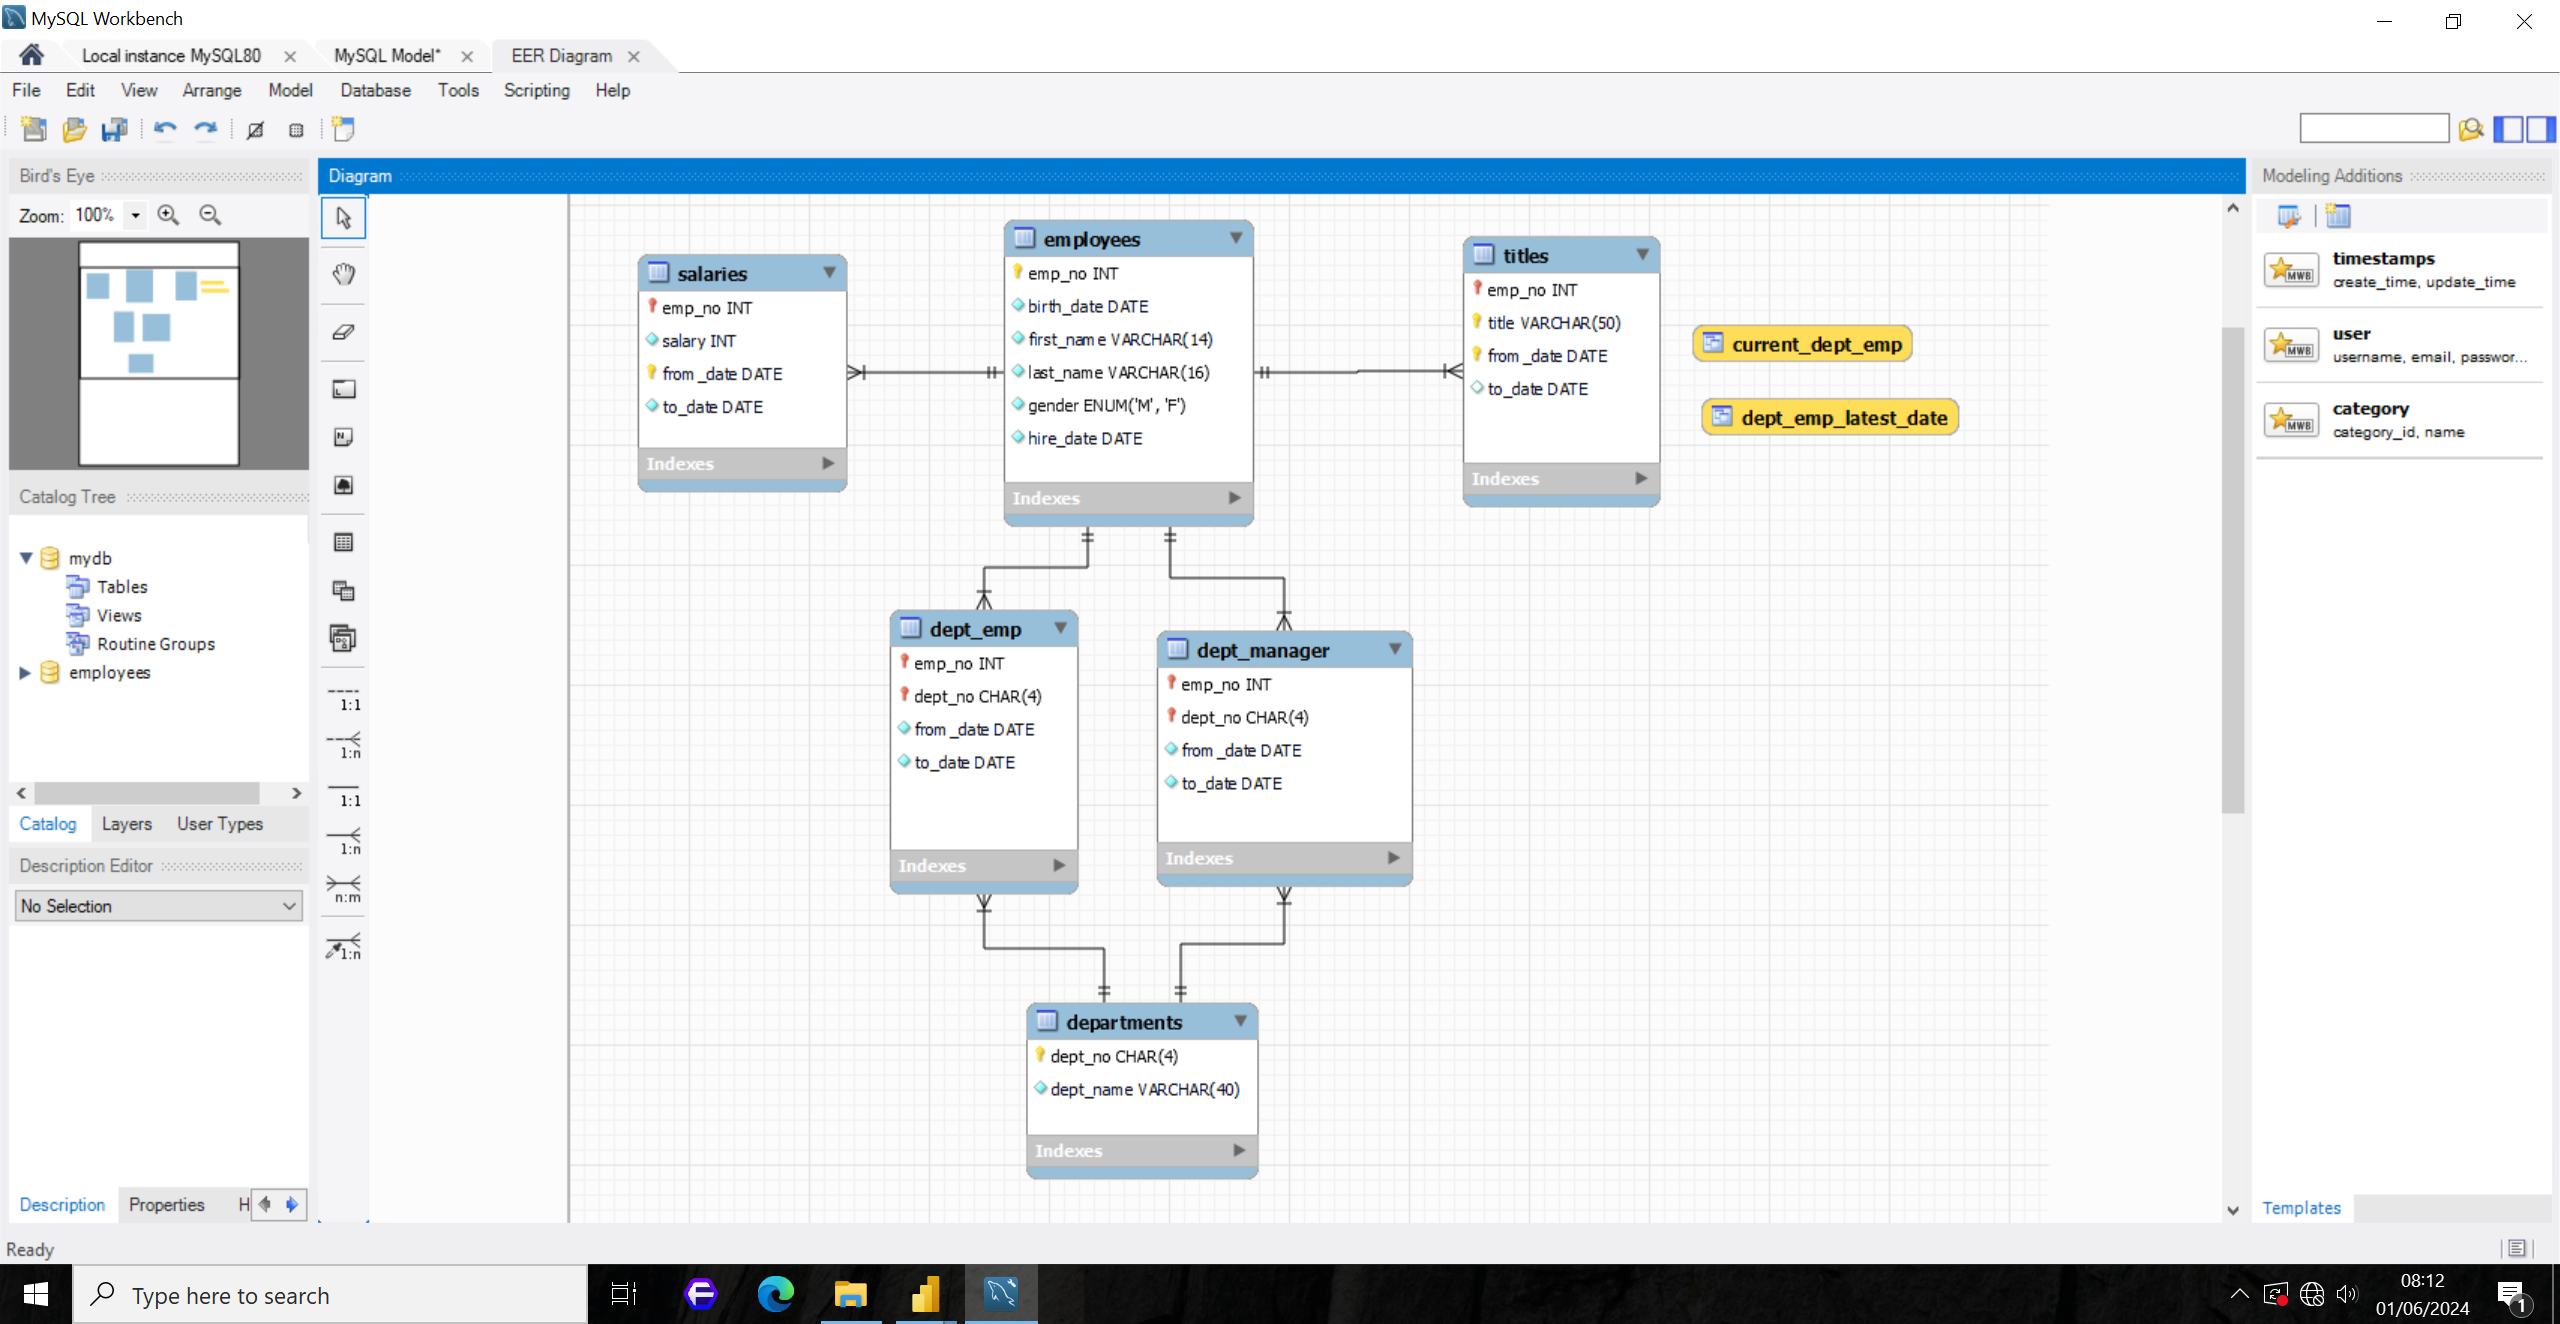 MySQL Workbench
Local instance MySQL80
MySQL Model*
EER Diagram
File Edit View Arrange Model Database Tools Scripting Help
Bird's Eye
Zoom: 100%
Catalog Tree
mydb
Tables
Views
Routine Groups
employees
Catalog Layers User Types
Description Editor
No Selection
Description Properties H
Ready
Diagram
1:1
1:n
1:1
1:n
n:m
1:n
salaries
emp_no INT
salary INT
from_date DATE
to_date DATE
Indexes
employees
emp_no INT
birth_date DATE
first_name VARCHAR(14)
last_name VARCHAR(16)
gender ENUM('M', 'F')
hire_date DATE
Indexes
titles
emp_no INT
title VARCHAR(50)
from_date DATE
to_date DATE
Indexes
current_dept_emp
dept_emp_latest_date
dept_emp
emp_no INT
dept_no CHAR(4)
from_date DATE
to_date DATE
Indexes
dept_manager
emp_no INT
dept_no CHAR(4)
from_date DATE
to_date DATE
Indexes
departments
dept_no CHAR(4)
dept_name VARCHAR(40)
Indexes
Modeling Additions
MWB
timestamps
create_time, update_time
MWB
user
username, email, passwor...
MWB
category
category_id, name
Templates
Type here to search
08:12
01/06/2024
1